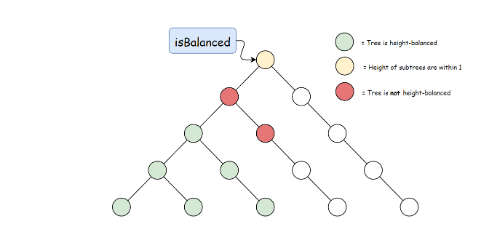 isBalanced
= Tree is height-balanced
= Height of subtrees are within 1
= Tree is not height-balanced